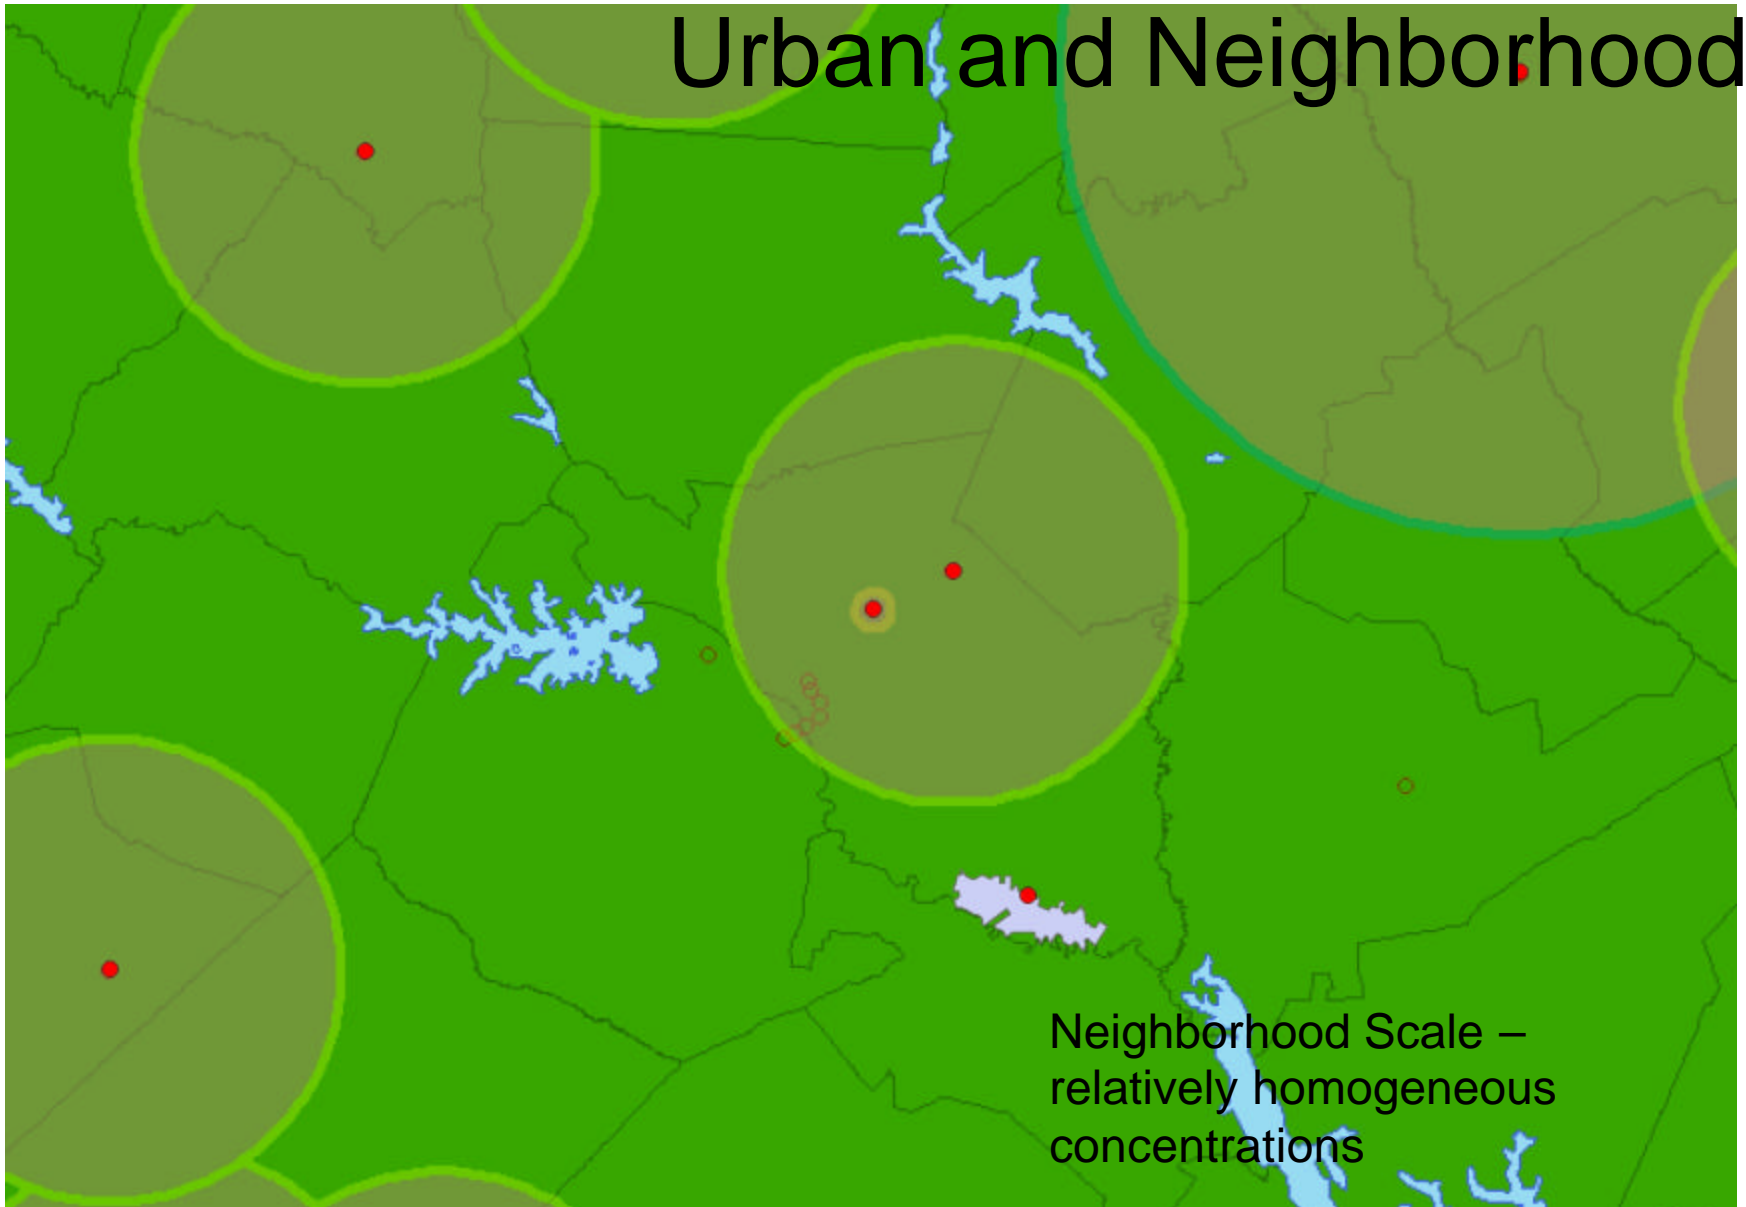 Urban and Neighborhood
Neighborhood Scale –
relatively homogeneous
concentrations